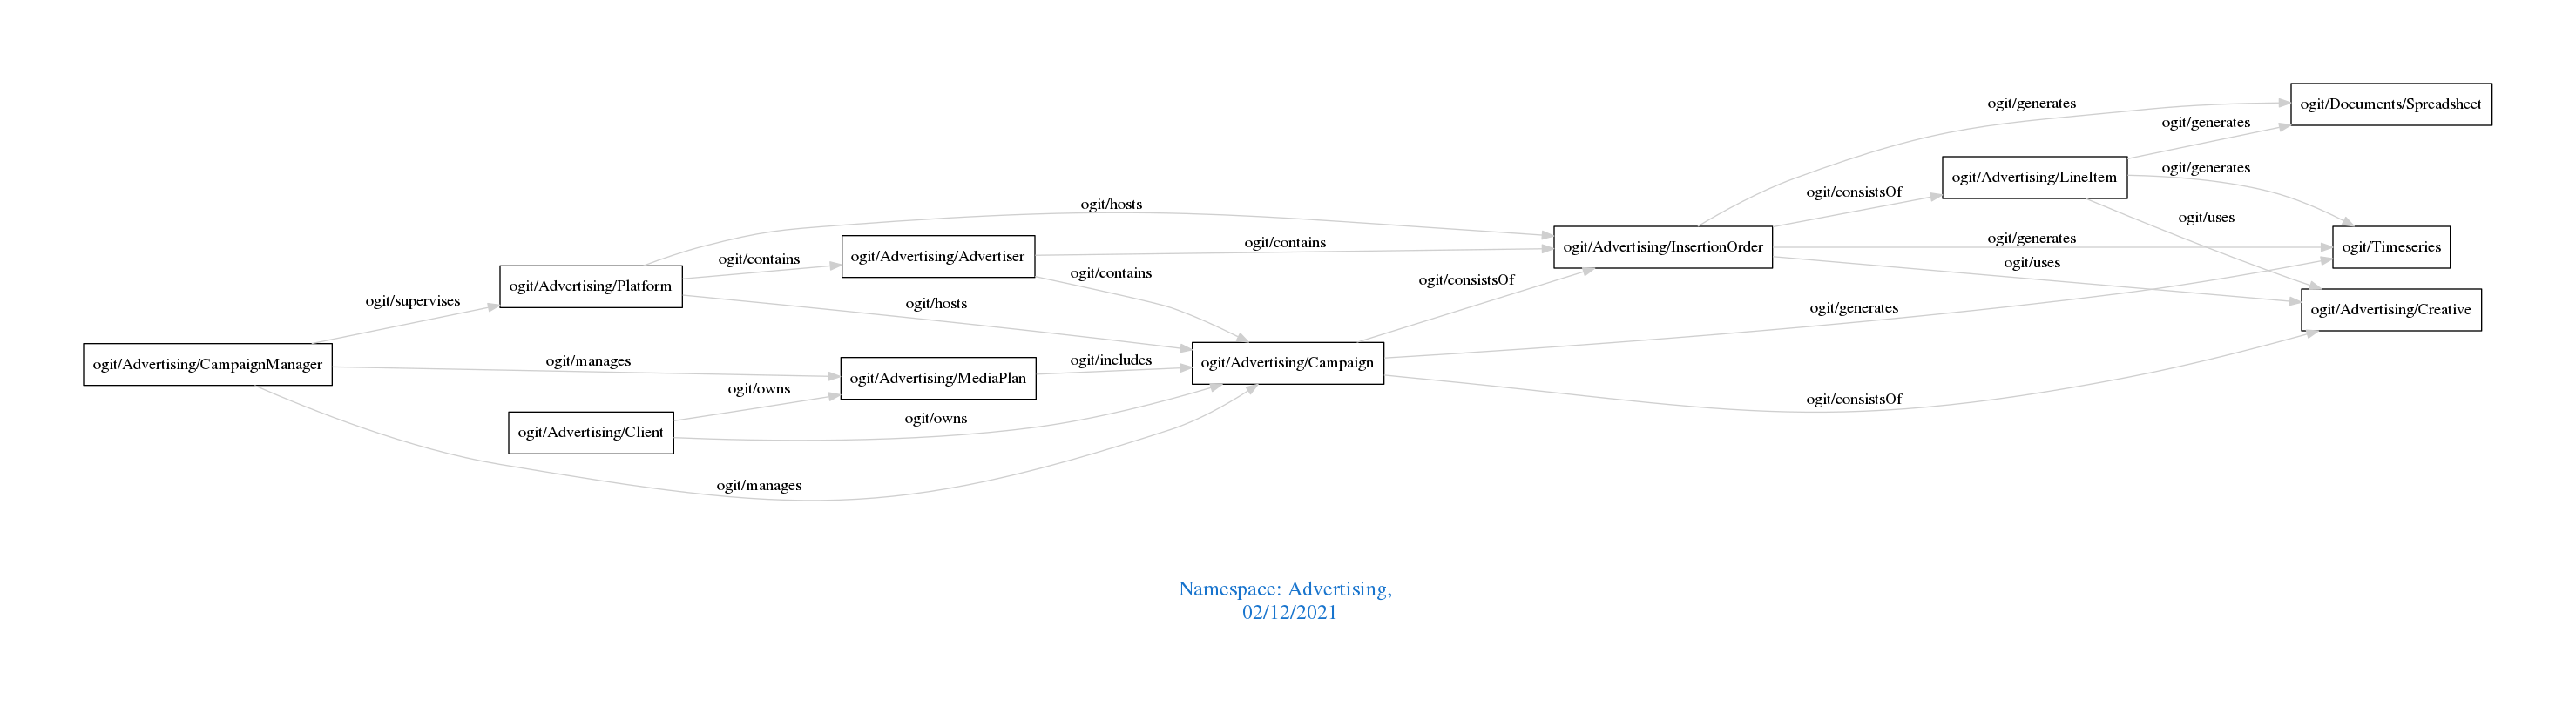 ogit/generates
ogit/Documents/Spreadsheet
ogit/generates
ogit/generates
ogit/Advertising/LineItem
ogit/consistsOf
ogit/hosts
ogit/uses
ogit/contains
ogit/Advertising/InsertionOrder
ogit/generates
ogit/Timeseries
ogit/Advertising/Advertiser
ogit/contains
ogit/uses
ogit/contains
ogit/consistsOf
ogit/Advertising/Platform
ogit/supervises
ogit/hosts
ogit/generates
ogit/Advertising/Creative
ogit/manages
ogit/includes
ogit/Advertising/CampaignManager
ogit/Advertising/Campaign
ogit/Advertising/MediaPlan
ogit/owns
ogit/consistsOf
ogit/owns
ogit/Advertising/Client
ogit/manages
Namespace: Advertising,
02/12/2021